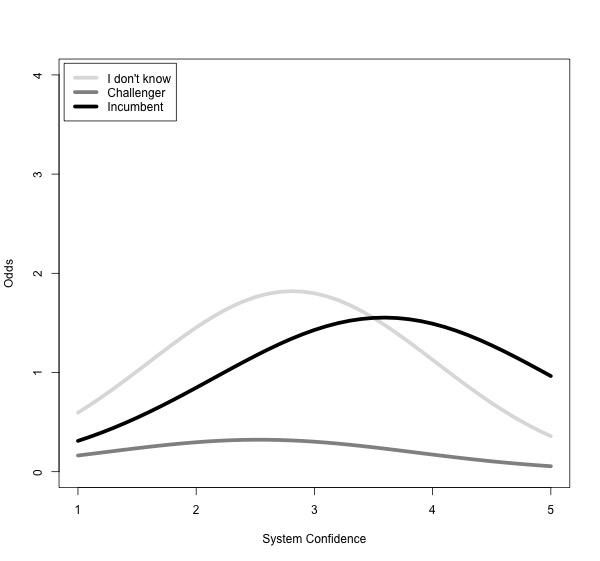 I don't know
Challenger
Incumbent
4
3
2
1
0
Odds
1 2 3 4 5
System Confidence